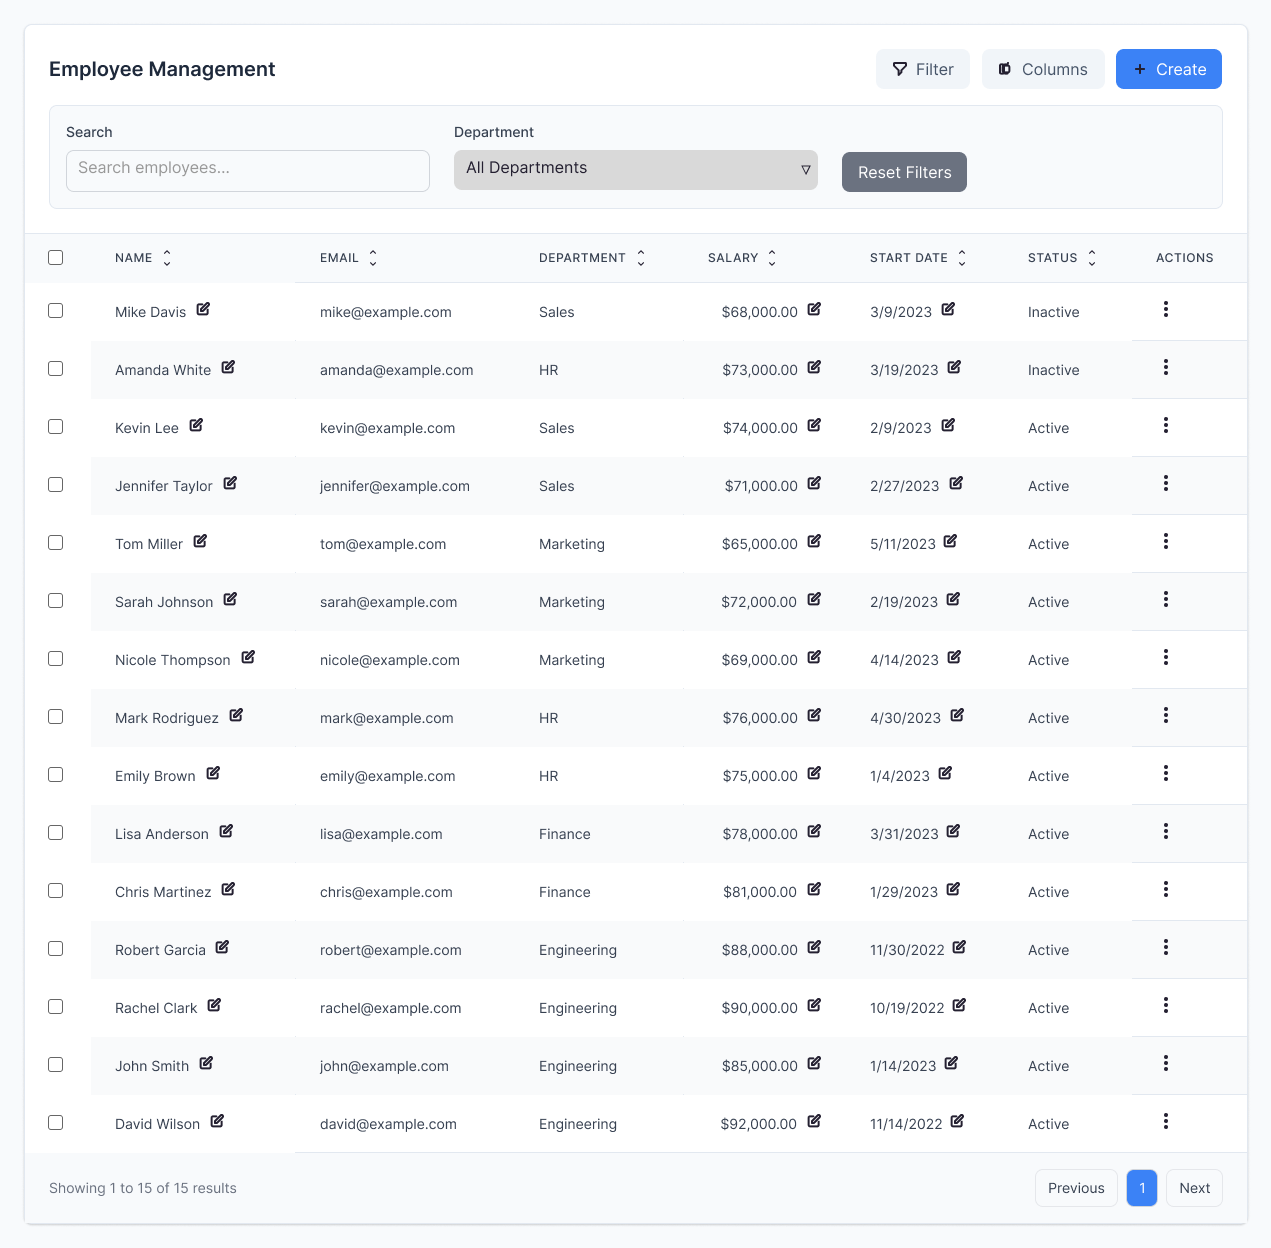 Employee Management
Filter
Columns
+ Create
Search
Department
Search employees...
All Departments
Reset Filters
NAME EMAIL DEPARTMENT SALARY START DATE STATUS ACTIONS
Mike Davis mike@example.com Sales $68,000.00 3/9/2023 Inactive
Amanda White amanda@example.com HR $73,000.00 3/19/2023 Inactive
Kevin Lee kevin@example.com Sales $74,000.00 2/9/2023 Active
Jennifer Taylor jennifer@example.com Sales $71,000.00 2/27/2023 Active
Tom Miller tom@example.com Marketing $65,000.00 5/11/2023 Active
Sarah Johnson sarah@example.com Marketing $72,000.00 2/19/2023 Active
Nicole Thompson nicole@example.com Marketing $69,000.00 4/14/2023 Active
Mark Rodriguez mark@example.com HR $76,000.00 4/30/2023 Active
Emily Brown emily@example.com HR $75,000.00 1/4/2023 Active
Lisa Anderson lisa@example.com Finance $78,000.00 3/31/2023 Active
Chris Martinez chris@example.com Finance $81,000.00 1/29/2023 Active
Robert Garcia robert@example.com Engineering $88,000.00 11/30/2022 Active
Rachel Clark rachel@example.com Engineering $90,000.00 10/19/2022 Active
John Smith john@example.com Engineering $85,000.00 1/14/2023 Active
David Wilson david@example.com Engineering $92,000.00 11/14/2022 Active
Showing 1 to 15 of 15 results
Previous 1 Next